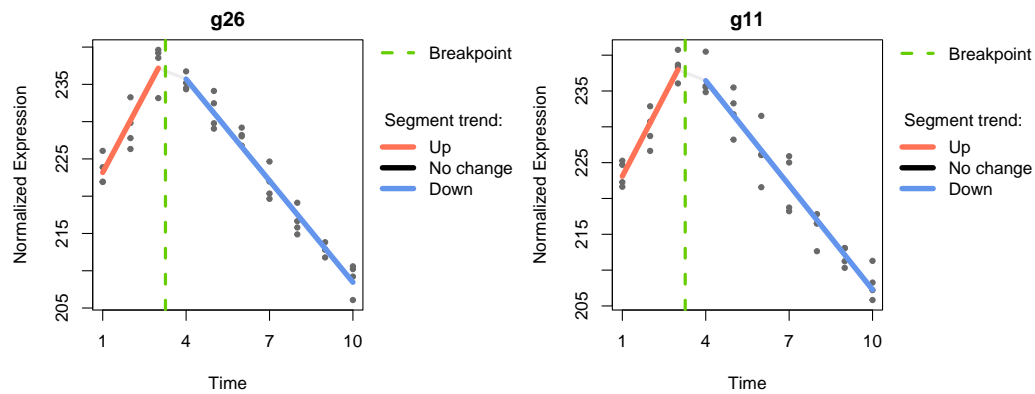 g26
Normalized Expression
235
225
215
205
1
4
7
10
Time
Breakpoint
Segment trend:
Up
No change
Down
g11
Normalized Expression
235
225
215
205
1
4
7
10
Time
Breakpoint
Segment trend:
Up
No change
Down